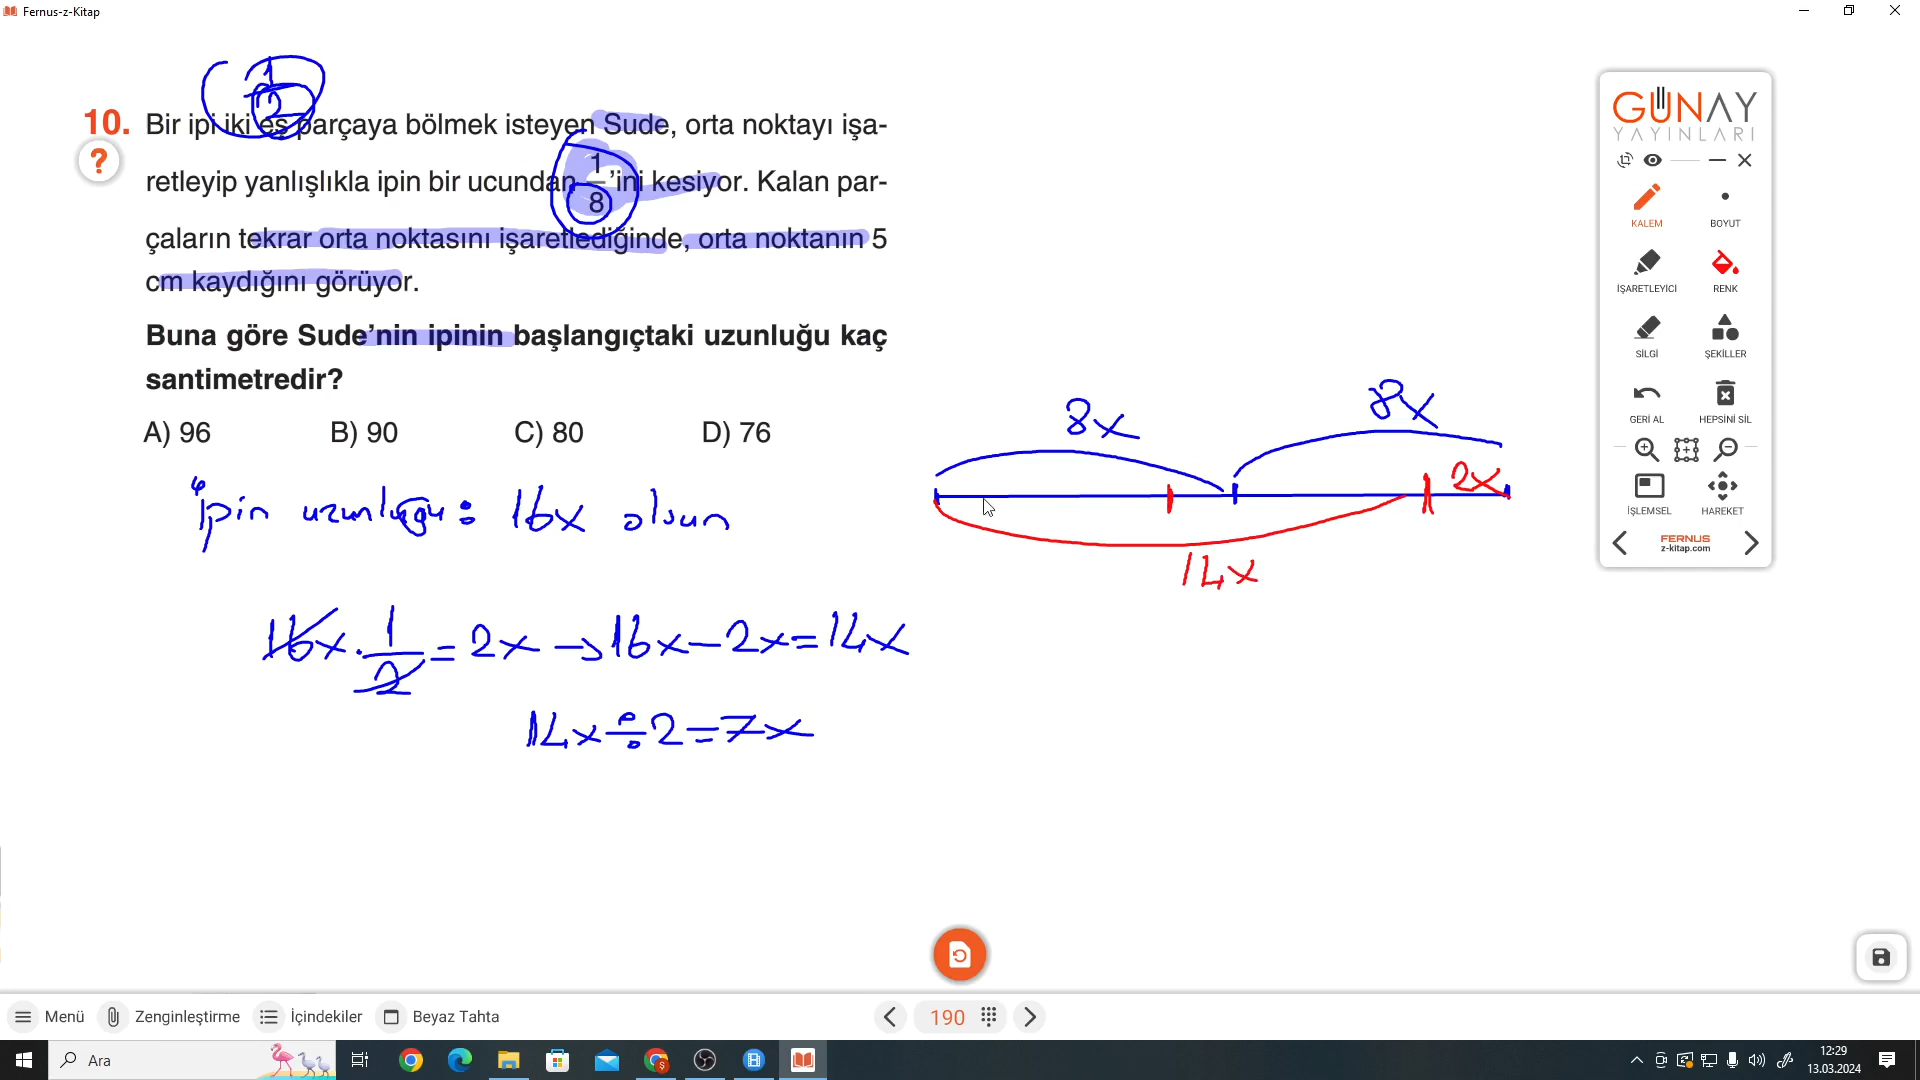 Fernus-z-Kitap
1
2
10. Bir ipi iki eş parçaya bölmek isteyen Sude, orta noktayı işa-
?
retleyip yanlışlıkla ipin bir ucundan 1/8 'ini kesiyor. Kalan par-
çaların tekrar orta noktasını işaretlediğinde, orta noktanın 5
cm kaydığını görüyor.
Buna göre Sude'nin ipinin başlangıçtaki uzunluğu kaç
santimetredir?
A) 96 B) 90 C) 80 D) 76
ipin uzunluğu: 16x olsun
16x · 1/2 = 2x → 16x - 2x = 14x
14x ÷ 2 = 7x
8x 8x
2x
14x
GÜNAY
YAYINLARI
KALEM BOYUT
İŞARETLEYİCİ RENK
SİLGİ ŞEKİLLER
GERİ AL HEPSİNİ SİL
İŞLEMSEL HAREKET
FERNUS
z-kitap.com
Menü Zenginleştirme İçindekiler Beyaz Tahta 190
Ara
12:29
13.03.2024